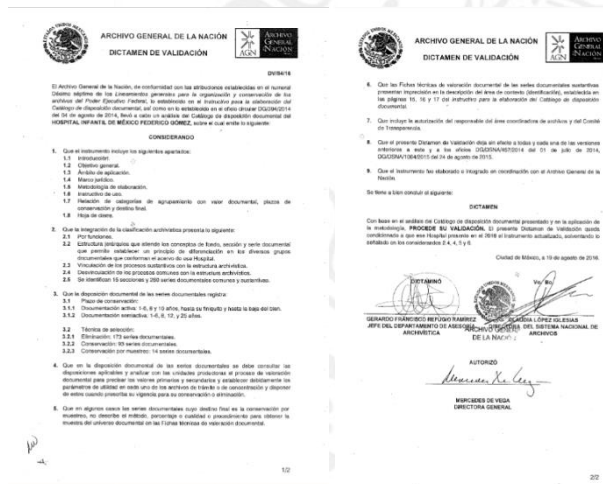 ARCHIVO GENERAL DE LA NACIÓN
DICTAMEN DE VALIDACIÓN
AGN
ARCHIVO
GENERAL
NACIÓN
DV/84/16
El Archivo General de la Nación, de conformidad con las atribuciones establecidas en el numeral
Décimo séptimo de los Lineamientos generales para la organización y conservación de los
archivos del Poder Ejecutivo Federal, lo establecido en el Instructivo para la elaboración del
Catálogo de disposición documental, así como en lo establecido en el oficio circular
del 04 de agosto de 2014, llevó a cabo un análisis del Catálogo de disposición documental del
HOSPITAL INFANTIL DE MÉXICO FEDERICO GÓMEZ, sobre el cual emite lo siguiente:
CONSIDERANDO
1. Que el instrumento incluye los siguientes apartados:
1.1 Introducción.
1.2 Objetivo general.
1.3 Ámbito de aplicación.
1.4 Marco jurídico.
1.5 Metodología de elaboración.
1.6 Instructivo de uso.
1.7 Relación de categorías de agrupamiento con valor documental, plazos de
conservación y destino final.
1.8 Hoja de cierre.
2. Que la integración de la clasificación archivística presenta lo siguiente:
2.1 Por funciones.
2.2 Estructura jerárquica que atiende los conceptos de fondo, sección y serie documental
que permite establecer un principio de diferenciación en los diversos grupos
documentales que conforman el acervo de ese Hospital.
2.3 Vinculación de los procesos sustantivos con la estructura archivística.
2.4 Desvinculación de los procesos comunes con la estructura archivística.
2.5 Se identifican 16 secciones y series documentales comunes y sustantivas.
3. Que la disposición documental de las series documentales registra:
3.1 Plazo de conservación:
3.1.1 Documentación activa: 1-6, 8 y 10 años, hasta su finiquito y hasta la baja del bien.
3.1.2 Documentación semiactiva: 1-6, 8, 12, y 25 años.
3.2 Técnica de selección:
3.2.1 Eliminación: 173 series documentales.
3.2.2 Conservación: series documentales.
3.2.3 Conservación por muestreo: 14 series documentales.
4. Que en la disposición documental de las series documentales se debe consultar las
disposiciones aplicables y analizar con las unidades productoras el proceso de valoración
documental para precisar los valores primarios y secundarios y establecer debidamente los
parámetros de utilidad en cada uno de los archivos de trámite o de concentración y disponer
de estos cuando prescriba su vigencia para su conservación o eliminación.
5. Que en algunos casos las series documentales cuyo destino final es la conservación por
muestreo, no describe el método, porcentaje o cualidad o procedimiento para obtener la
muestra del universo documental en las Fichas técnicas de valoración documental.
1/2
ARCHIVO GENERAL DE LA NACIÓN
DICTAMEN DE VALIDACIÓN
AGN
ARCHIVO
GENERAL
NACIÓN
6. Que las Fichas técnicas de valoración documental de las series documentales sustantivas
presentan imprecisión en la descripción del área de contexto (identificación), establecida en
las páginas 15, 16 y 17 del Instructivo para la elaboración del Catálogo de disposición
documental.
7. Que incluye la autorización del responsable del área coordinadora de archivos y del Comité
de Transparencia.
8. Que el presente Dictamen de Validación deja sin efecto a todas y cada una de las versiones
anteriores a este y a los oficios del 01 de julio de 2014,
del 24 de agosto de 2015.
9. Que el instrumento fue elaborado e integrado en coordinación con el Archivo General de la
Nación.
Se tiene a bien concluir el siguiente:
DICTAMEN
Con base en el análisis del Catálogo de disposición documental presentado y en la aplicación de
la metodología, PROCEDE SU VALIDACIÓN. El presente Dictamen de Validación queda
condicionado a que ese Hospital presente en el 2018 el instrumento actualizado, solventando lo
señalado en los considerandos 2.4, 4, 5 y 6.
Ciudad de México, a de agosto de 2016.
DICTAMINÓ
Vo. Bo.
GERARDO FRANCISCO REFUGIO RAMÍREZ
JEFE DEL DEPARTAMENTO DE ASESORÍA
ARCHIVÍSTICA
CLAUDIA LÓPEZ IGLESIAS
DIRECTORA DEL SISTEMA NACIONAL DE
ARCHIVOS
ARCHIVO GENERAL
DE LA NACIÓN
AUTORIZÓ
MERCEDES DE VEGA
DIRECTORA GENERAL
2/2